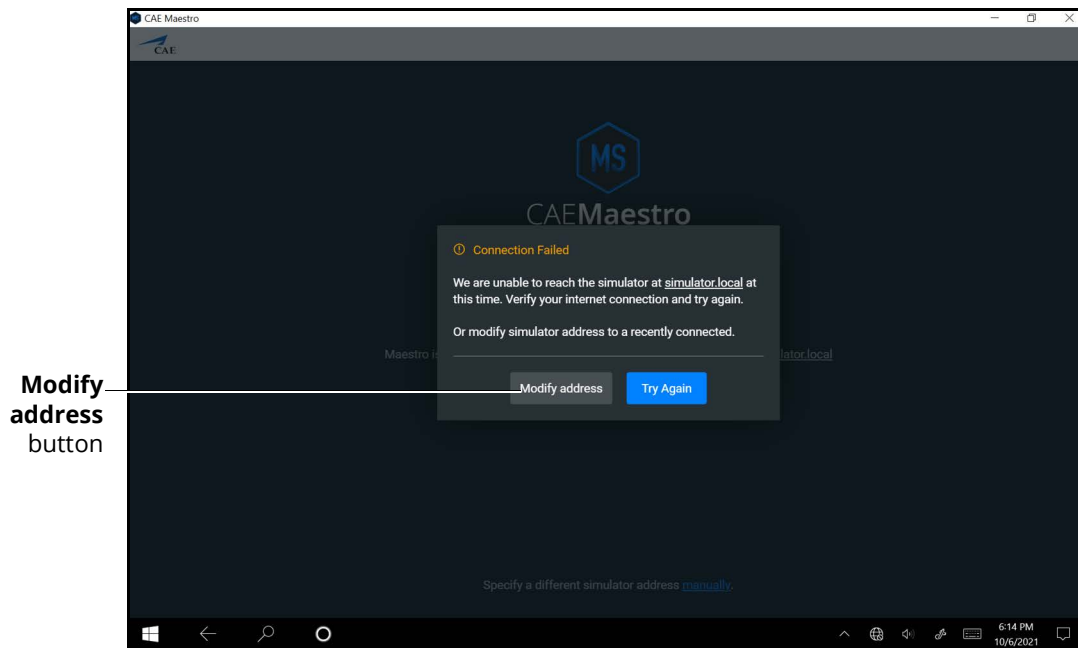 CAE Maestro
CAE
MS
CAEMaestro
Connection Failed
We are unable to reach the simulator at simulator.local at
this time. Verify your internet connection and try again.
Or modify simulator address to a recently connected.
Maestro is
ator.local
Modify address
Try Again
Modify
address
button
Specify a different simulator address manually.
6:14 PM
10/6/2021